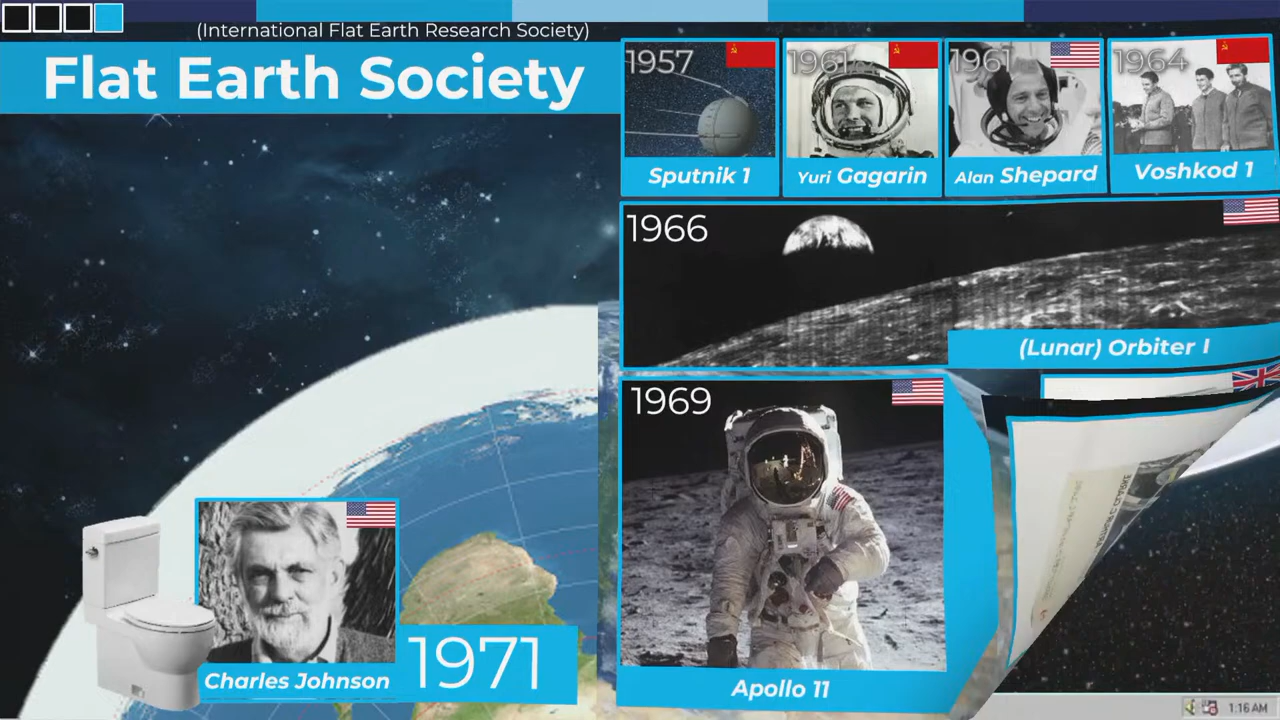 (International Flat Earth Research Society)
Flat Earth Society
1957
Sputnik 1
1961
Yuri Gagarin
1961
Alan Shepard
1964
Voshkod 1
1966
(Lunar) Orbiter I
1969
Apollo 11
Charles Johnson
1971
1:16 AM